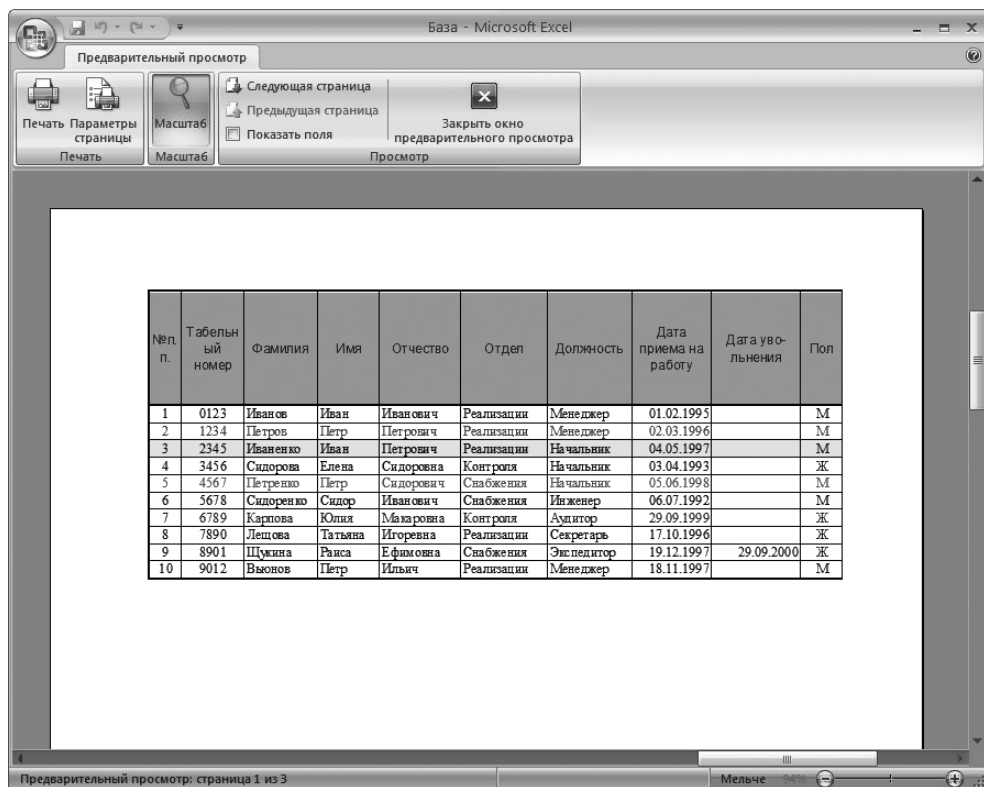 База - Microsoft Excel
Предварительный просмотр
Печать
Параметры страницы
Масштаб
Следующая страница
Предыдущая страница
Показать поля
Закрыть окно
предварительного просмотра
Печать
Масштаб
Просмотр
№п. п. Табельн ый номер Фамилия Имя Отчество Отдел Должность Дата приема на работу Дата уво- льнения Пол
1 0123 Иванов Иван Иванович Реализации Менеджер 01.02.1995 М
2 1234 Петров Петр Петрович Реализации Менеджер 02.03.1996 М
3 2345 Иваненко Иван Петрович Реализации Начальник 04.05.1997 М
4 3456 Сидорова Елена Сидоровна Контроля Начальник 03.04.1993 Ж
5 4567 Петренко Петр Сидорович Снабжения Начальник 05.06.1998 М
6 5678 Сидоренко Сидор Иванович Снабжения Инженер 06.07.1992 М
7 6789 Карпова Юлия Макаровна Контроля Аудитор 29.09.1999 Ж
8 7890 Лещова Татьяна Игоревна Реализации Секретарь 17.10.1996 Ж
9 8901 Щукина Раиса Ефимовна Снабжения Экспедитор 19.12.1997 29.09.2000 Ж
10 9012 Вьюнов Петр Ильич Реализации Менеджер 18.11.1997 М
Предварительный просмотр: страница 1 из 3
Мельче 94%